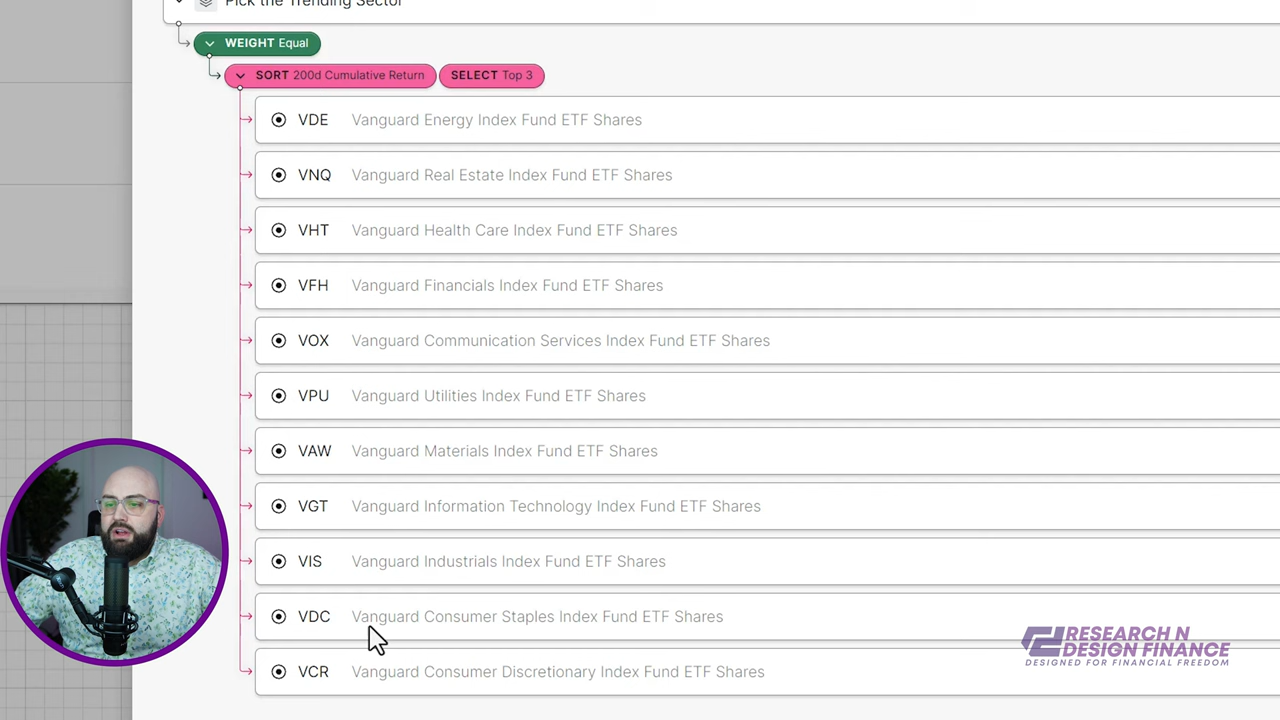 Pick the Trending Sector
WEIGHT Equal
SORT 200d Cumulative Return SELECT Top 3
VDE Vanguard Energy Index Fund ETF Shares
VNQ Vanguard Real Estate Index Fund ETF Shares
VHT Vanguard Health Care Index Fund ETF Shares
VFH Vanguard Financials Index Fund ETF Shares
VOX Vanguard Communication Services Index Fund ETF Shares
VPU Vanguard Utilities Index Fund ETF Shares
VAW Vanguard Materials Index Fund ETF Shares
VGT Vanguard Information Technology Index Fund ETF Shares
VIS Vanguard Industrials Index Fund ETF Shares
VDC Vanguard Consumer Staples Index Fund ETF Shares
VCR Vanguard Consumer Discretionary Index Fund ETF Shares
RESEARCH N
DESIGN FINANCE
DESIGNED FOR FINANCIAL FREEDOM